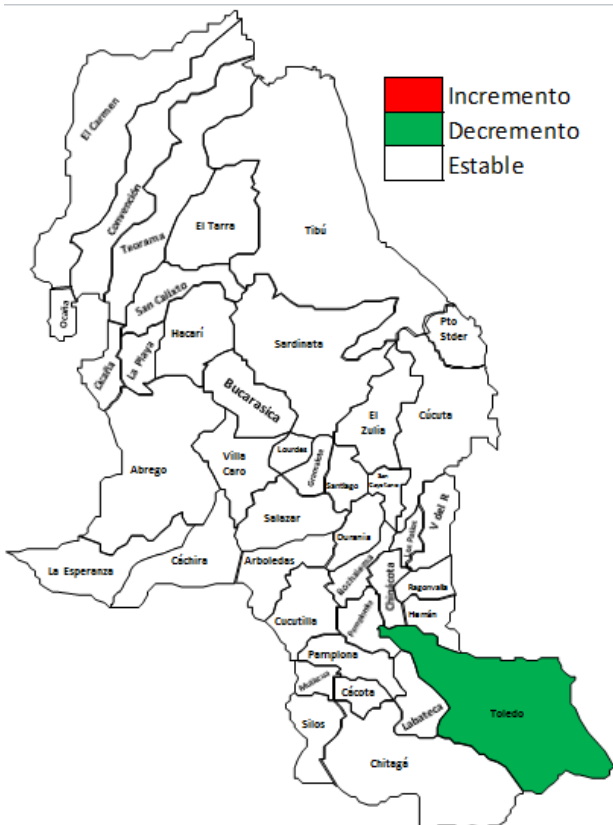 Incremento
Decremento
Estable
El Carmen
Convención
Teorama
El Tarra
Tibú
San Calixto
Ocaña
Hacarí
La Playa
Ocaña
Sardinata
Pto
Stder
Bucarasica
El
Zulia
Cúcuta
Abrego
Villa
Caro
Lourdes
Gramalote
Santiago
San
Cayetano
V del R
Los Patios
Salazar
Durania
La Esperanza
Cáchira
Arboledas
Bochalema
Chinácota
Ragonvalia
Herrán
Cucutilla
Pamplonita
Pamplona
Mutiscua
Cácota
Labateca
Toledo
Silos
Chitagá